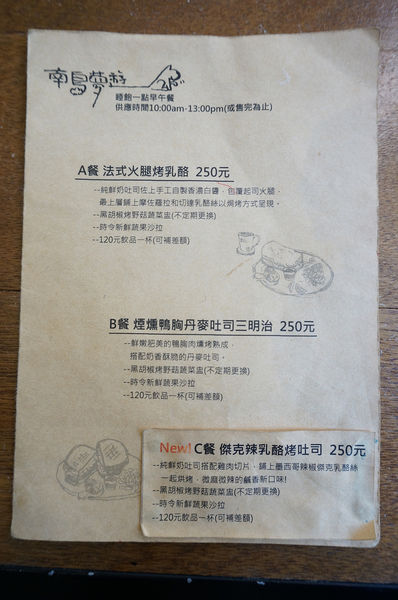 南島夢遊
睡飽一點早午餐
供應時間10:00am-13:00pm(或售完為止)
A餐 法式火腿烤乳酪 250元
--純鮮奶吐司佐上手工自製香濃白醬，包覆起司火腿，
最上層鋪上摩佐羅拉和切達乳酪絲以焗烤方式呈現。
--黑胡椒烤野菇蔬菜盅(不定期更換)
--時令新鮮蔬果沙拉
--120元飲品一杯(可補差額)
B餐 煙燻鴨胸丹麥吐司三明治 250元
--鮮嫩肥美的鴨胸肉燻烤熟成，
搭配奶香酥脆的丹麥吐司。
--黑胡椒烤野菇蔬菜盅(不定期更換)
--時令新鮮蔬果沙拉
--120元飲品一杯(可補差額)
New! C餐 傑克辣乳酪烤吐司 250元
--純鮮奶吐司搭配雞肉切片，鋪上墨西哥辣椒傑克乳酪絲
一起烘烤，微麻微辣的鹹香新口味!
--黑胡椒烤野菇蔬菜盅(不定期更換)
--時令新鮮蔬果沙拉
--120元飲品一杯(可補差額)